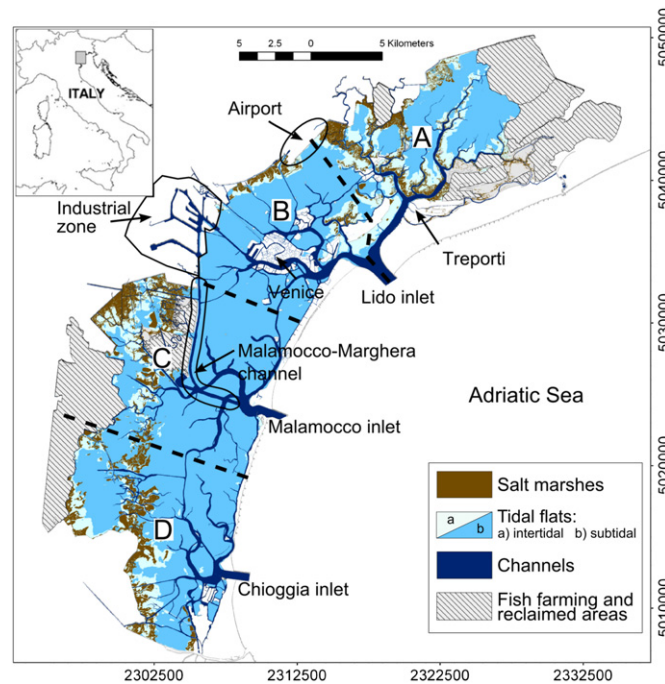 ITALY
5 2.5 0 5 Kilometers
Airport
A
Industrial
zone
B
Treporti
Venice
Lido inlet
C
Malamocco-Marghera
channel
Adriatic Sea
Malamocco inlet
D
Chioggia inlet
Salt marshes
a
b
Tidal flats:
a) intertidal b) subtidal
Channels
Fish farming and
reclaimed areas
5050000
5040000
5030000
5020000
5010000
2302500 2312500 2322500 2332500